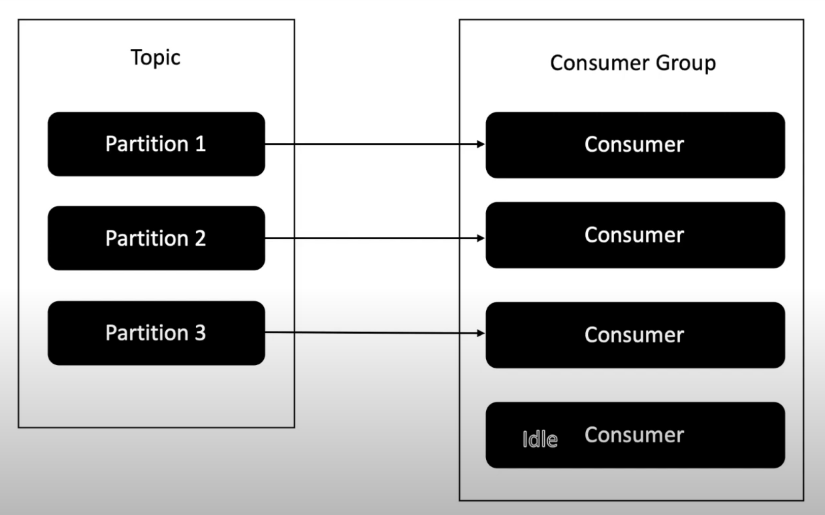 Topic
Partition 1
Partition 2
Partition 3
Consumer Group
Consumer
Consumer
Consumer
Idle Consumer